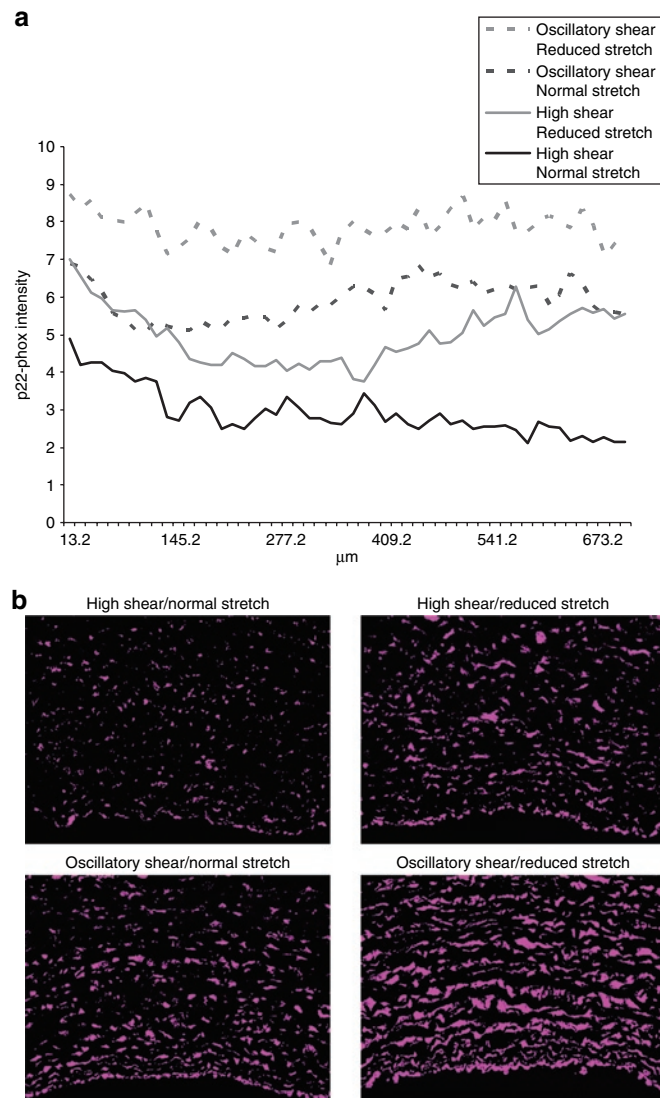 a
Oscillatory shear
Reduced stretch
Oscillatory shear
Normal stretch
High shear
Reduced stretch
High shear
Normal stretch
10
9
8
7
6
5
4
3
2
1
0
p22-phox intensity
13.2 145.2 277.2 409.2 541.2 673.2
μm
b
High shear/normal stretch
High shear/reduced stretch
Oscillatory shear/normal stretch
Oscillatory shear/reduced stretch